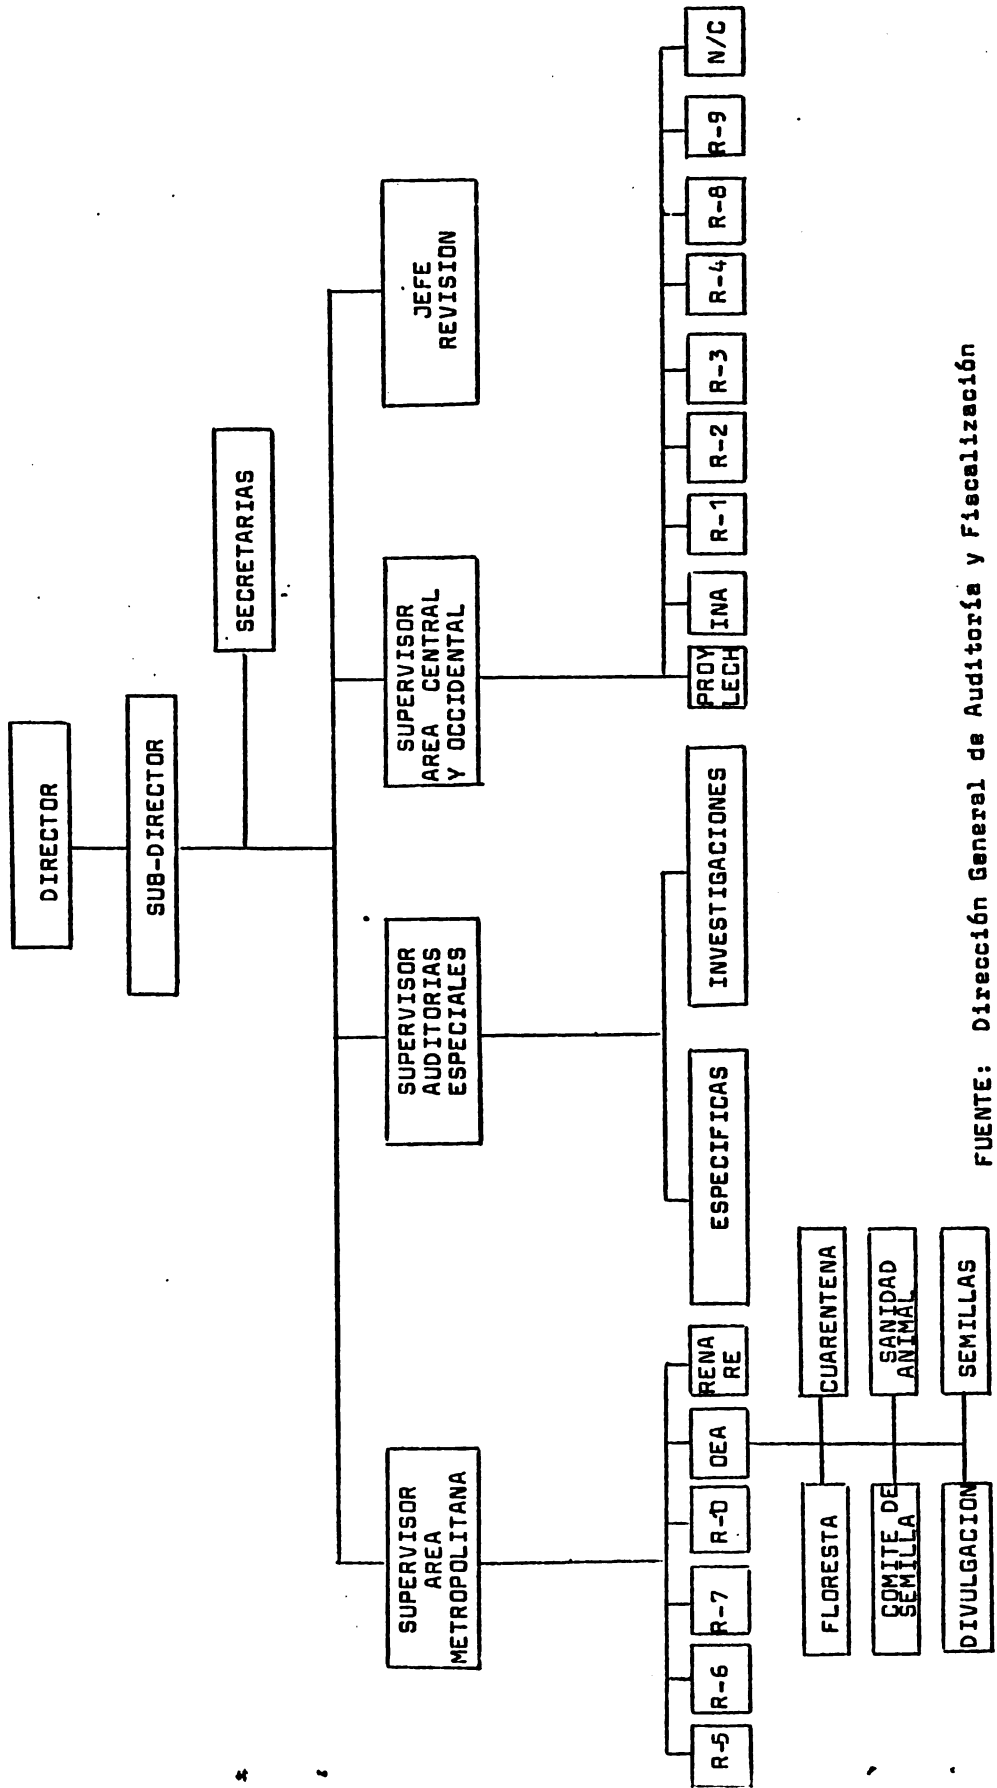 DIRECTOR
SUB-DIRECTOR
SECRETARIAS
SUPERVISOR
AREA
METROPOLITANA
SUPERVISOR
AUDITORIAS
ESPECIALES
SUPERVISOR
AREA CENTRAL
Y OCCIDENTAL
JEFE
REVISION
R-5
R-6
R-7
R-D
OEA
RENA
RE
ESPECIFICAS
INVESTIGACIONES
PROY
LECH
INA
R-1
R-2
R-3
R-4
R-8
R-9
N/C
FLORESTA
CUARENTENA
COMITE DE
SEMILLA
SANIDAD
ANIMAL
DIVULGACION
SEMILLAS
FUENTE: Dirección General de Auditoría y Fiscalización